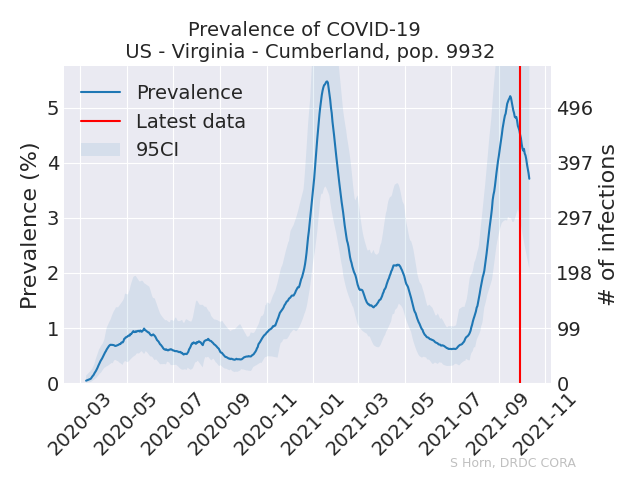 Prevalence of COVID-19
US - Virginia - Cumberland, pop. 9932
Prevalence
Latest data
95CI
Prevalence (%)
5
4
3
2
1
0
496
397
297
198
99
0
# of infections
2020-03
2020-05
2020-07
2020-09
2020-11
2021-01
2021-03
2021-05
2021-07
2021-09
2021-11
S Horn, DRDC CORA